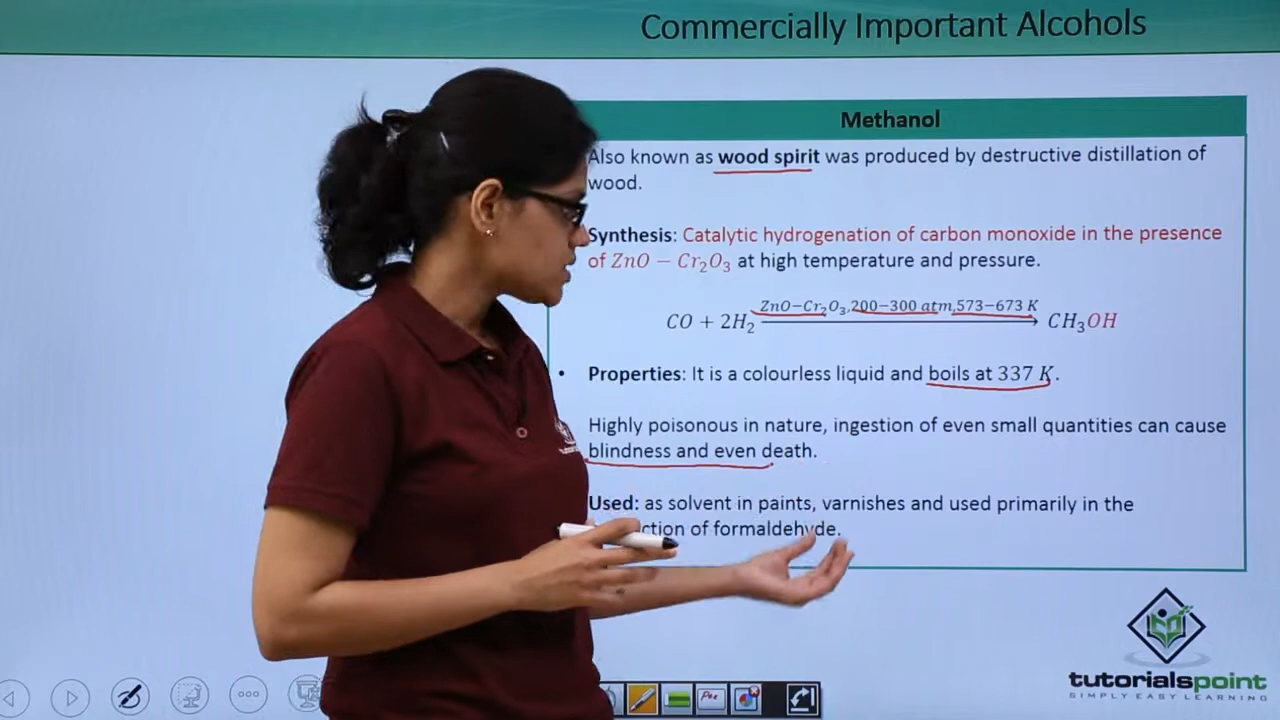 Commercially Important Alcohols
Methanol
Also known as wood spirit was produced by destructive distillation of
wood.
Synthesis: Catalytic hydrogenation of carbon monoxide in the presence
of ZnO − Cr₂O₃ at high temperature and pressure.
ZnO−Cr₂O₃,200−300 atm,573−673 K
CO + 2H₂ ⟶ CH₃OH
• Properties: It is a colourless liquid and boils at 337 K.
Highly poisonous in nature, ingestion of even small quantities can cause
blindness and even death.
Used: as solvent in paints, varnishes and used primarily in the
ction of formaldehyde.
tutorialspoint
SIMPLY EASY LEARNING
Pen